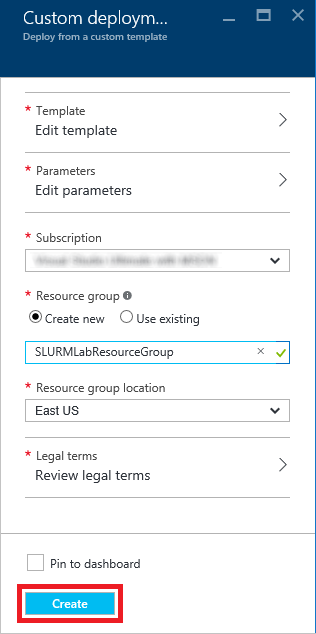 Custom deploym...
Deploy from a custom template
* Template
Edit template
* Parameters
Edit parameters
* Subscription
* Resource group
Create new Use existing
SLURMLabResourceGroup
* Resource group location
East US
* Legal terms
Review legal terms
Pin to dashboard
Create